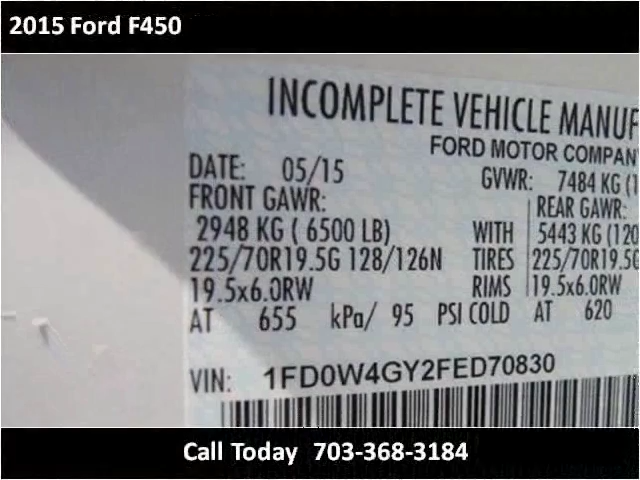 2015 Ford F450
INCOMPLETE VEHICLE MANUF
FORD MOTOR COMPAN
DATE: 05/15 GVWR: 7484 KG (1
FRONT GAWR: REAR GAWR:
2948 KG ( 6500 LB) WITH 5443 KG (120
225/70R19.5G 128/126N TIRES 225/70R19.5G
19.5x6.0RW RIMS 19.5x6.0RW
AT 655 kPa/ 95 PSI COLD AT 620
VIN: 1FD0W4GY2FED70830
Call Today 703-368-3184